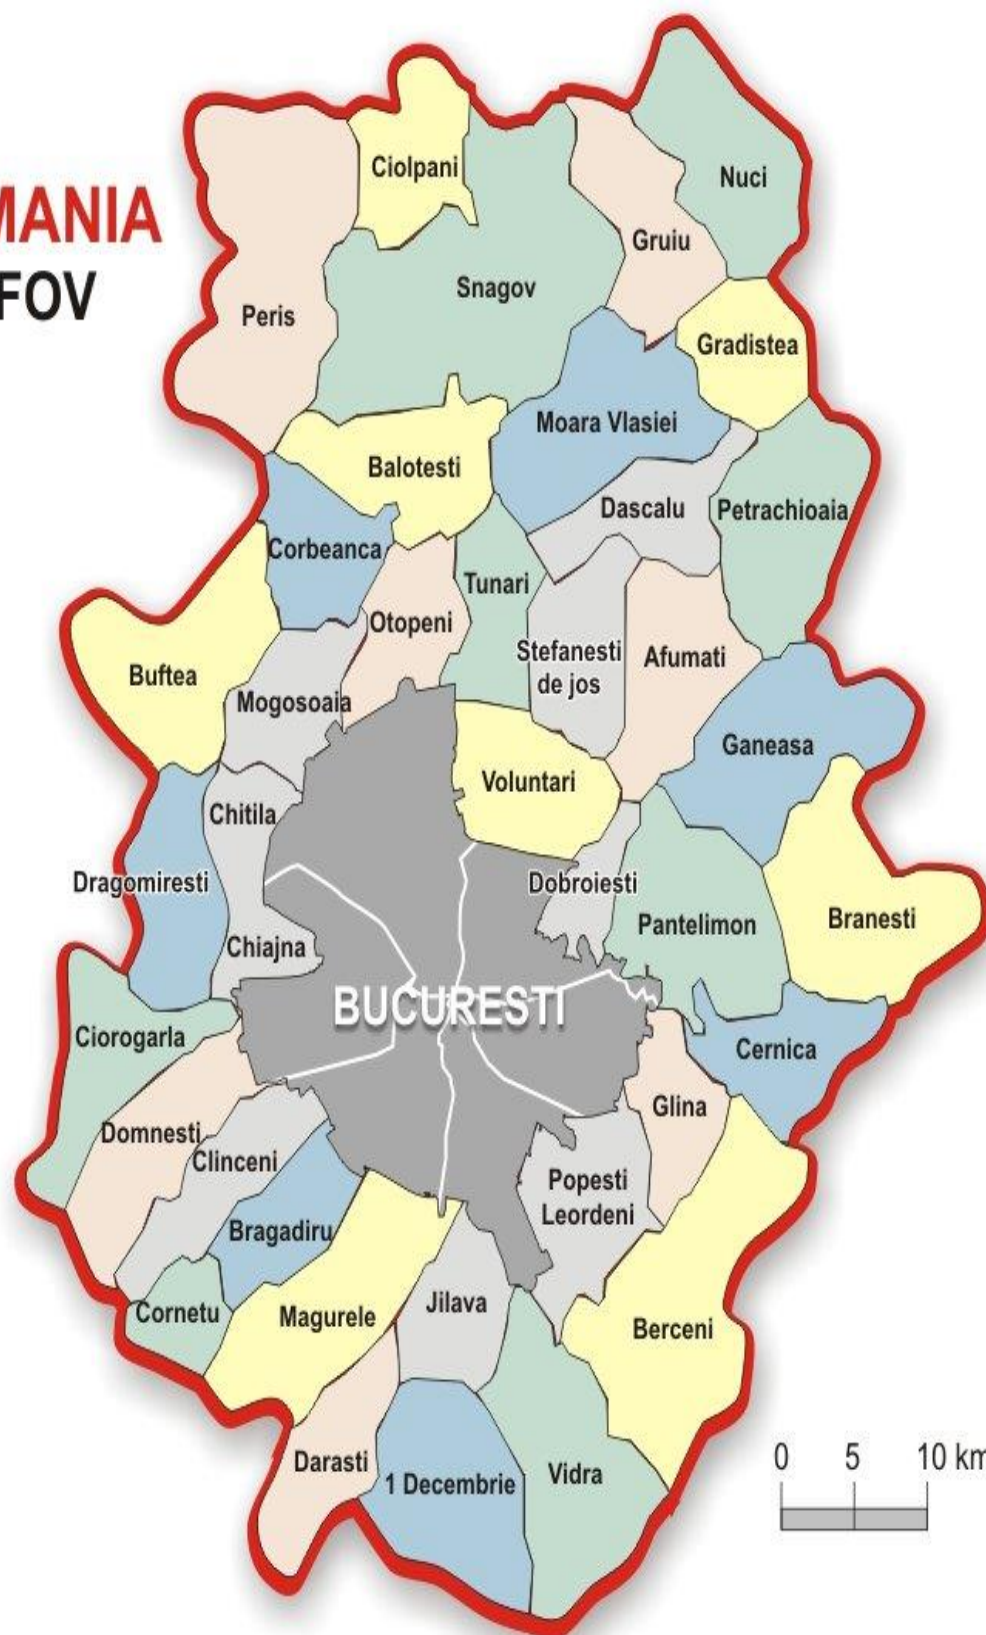 MANIA
FOV
Ciolpani
Nuci
Gruiu
Snagov
Peris
Gradistea
Moara Vlasiei
Balotesti
Dascalu
Petrachioaia
Corbeanca
Tunari
Otopeni
Stefanesti
de jos
Afumati
Buftea
Mogosoaia
Ganeasa
Voluntari
Chitila
Dragomiresti
Dobroiesti
Pantelimon
Branesti
Chiajna
BUCURESTI
Ciorogarla
Cernica
Glina
Domnesti
Clinceni
Popesti
Leordeni
Bragadiru
Cornetu
Magurele
Jilava
Berceni
Darasti
1 Decembrie
Vidra
0 5 10 km